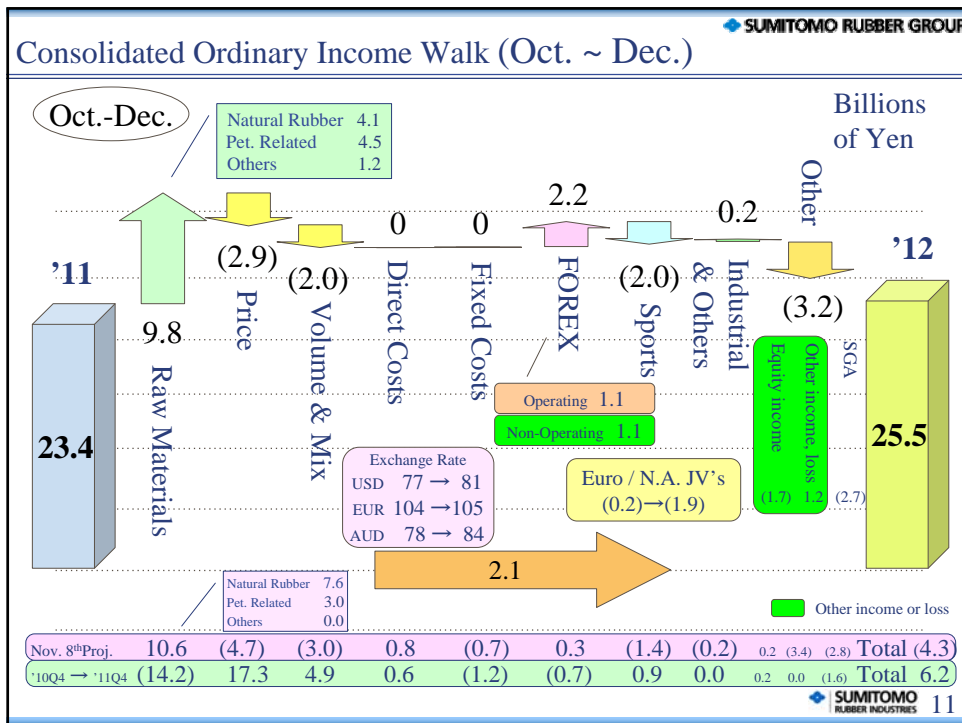 SUMITOMO RUBBER GROUP
Consolidated Ordinary Income Walk (Oct. ~ Dec.)
Oct.-Dec.
Natural Rubber 4.1
Pet. Related 4.5
Others 1.2
Billions
of Yen
’11
23.4
9.8
Raw Materials
(2.9)
Price
(2.0)
Volume & Mix
0
Direct Costs
0
Fixed Costs
2.2
FOREX
(2.0)
Sports
0.2
Industrial
& Others
Other
(3.2)
’12
25.5
Operating 1.1
Non-Operating 1.1
SGA
Other income, loss
Equity income
(1.7) 1.2 (2.7)
Exchange Rate
USD 77 → 81
EUR 104 →105
AUD 78 → 84
Euro / N.A. JV’s
(0.2)→(1.9)
2.1
Natural Rubber 7.6
Pet. Related 3.0
Others 0.0
Other income or loss
Nov. 8thProj. 10.6 (4.7) (3.0) 0.8 (0.7) 0.3 (1.4) (0.2) 0.2 (3.4) (2.8) Total (4.3)
’10Q4 → ’11Q4 (14.2) 17.3 4.9 0.6 (1.2) (0.7) 0.9 0.0 0.2 0.0 (1.6) Total 6.2
SUMITOMO
RUBBER INDUSTRIES
11